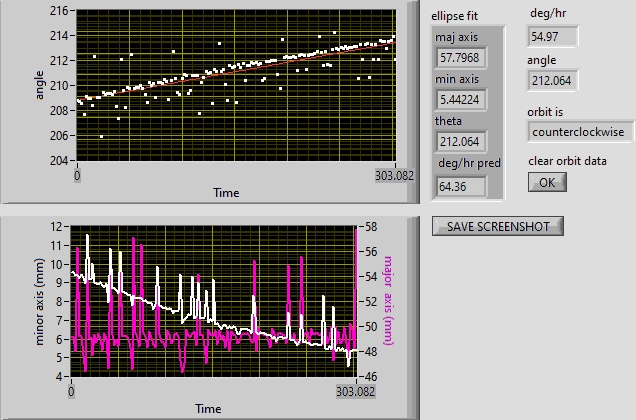 216
214
212
210
208
206
204
angle
0
303.082
Time
ellipse fit
maj axis
57.7968
min axis
5.44224
theta
212.064
deg/hr pred
64.36
deg/hr
54.97
angle
212.064
orbit is
counterclockwise
clear orbit data
OK
SAVE SCREENSHOT
12
11
10
9
8
7
6
5
4
minor axis (mm)
58
56
54
52
50
48
46
major axis (mm)
0
303.082
Time